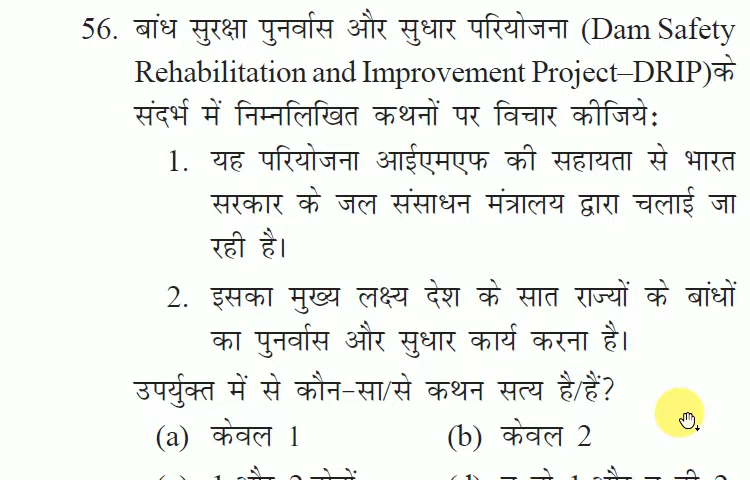 56. बांध सुरक्षा पुनर्वास और सुधार परियोजना (Dam Safety
Rehabilitation and Improvement Project–DRIP)के
संदर्भ में निम्नलिखित कथनों पर विचार कीजिये:
1. यह परियोजना आईएमएफ की सहायता से भारत
सरकार के जल संसाधन मंत्रालय द्वारा चलाई जा
रही है।
2. इसका मुख्य लक्ष्य देश के सात राज्यों के बांधों
का पुनर्वास और सुधार कार्य करना है।
उपर्युक्त में से कौन-सा/से कथन सत्य है/हैं?
(a) केवल 1 (b) केवल 2